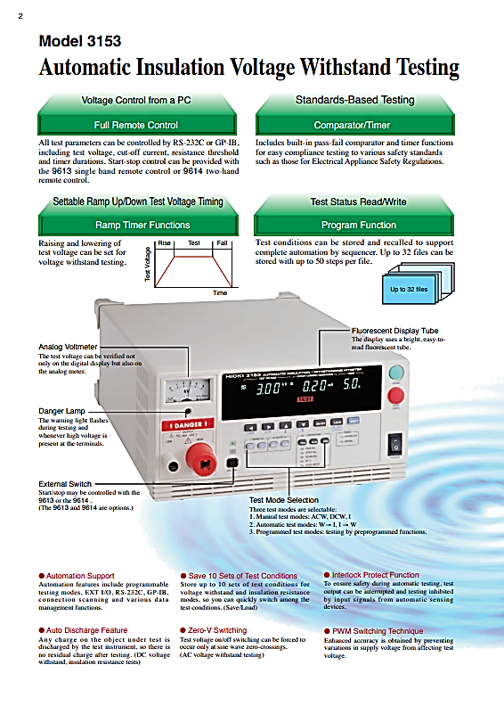 2
Model 3153
Automatic Insulation Voltage Withstand Testing
Voltage Control from a PC
Full Remote Control
All test parameters can be controlled by RS-232C or GP-IB,
including test voltage, cut-off current, resistance threshold
and timer durations. Start-stop control can be provided with
the 9613 single hand remote control or 9614 two-hand
remote control.
Standards-Based Testing
Comparator/Timer
Includes built-in pass-fail comparator and timer functions
for easy compliance testing to various safety standards
such as those for Electrical Appliance Safety Regulations.
Settable Ramp Up/Down Test Voltage Timing
Ramp Timer Functions
Raising and lowering of
test voltage can be set for
voltage withstand testing.
Test Voltage
Rise Test Fall
Time
Test Status Read/Write
Program Function
Test conditions can be stored and recalled to support
complete automation by sequencer. Up to 32 files can be
stored with up to 50 steps per file.
Up to 32 files
Fluorescent Display Tube
The display uses a bright, easy-to-
read fluorescent tube.
Analog Voltmeter
The test voltage can be verified not
only on the digital display but also on
the analog meter.
HIOKI 3153 AUTOMATIC INSULATION / WITHSTANDING HiTESTER
3.00 kV 0.20 mA 5.0 s
TEST
DANGER
Danger Lamp
The warning light flashes
during testing and
whenever high voltage is
present at the terminals.
External Switch
Start/stop may be controlled with the
9613 or the 9614 .
(The 9613 and 9614 are options.)
Test Mode Selection
Three test modes are selectable:
1. Manual test modes: ACW, DCW, I
2. Automatic test modes: W→ I, I → W
3. Programmed test modes: testing by preprogrammed functions.
● Automation Support
Automation features include programmable
testing modes, EXT I/O, RS-232C, GP-IB,
connection scanning and various data
management functions.
● Save 10 Sets of Test Conditions
Store up to 10 sets of test conditions for
voltage withstand and insulation resistance
modes, so you can quickly switch among the
test conditions. (Save/Load)
● Interlock Protect Function
To ensure safety during automatic testing, test
output can be interrupted and testing inhibited
by input signals from automatic sensing
devices.
● Auto Discharge Feature
Any charge on the object under test is
discharged by the test instrument, so there is
no residual charge after testing. (DC voltage
withstand, insulation resistance tests)
● Zero-V Switching
Test voltage on/off switching can be forced to
occur only at sine wave zero-crossings.
(AC voltage withstand testing)
● PWM Switching Technique
Enhanced accuracy is obtained by preventing
variations in supply voltage from affecting test
voltage.